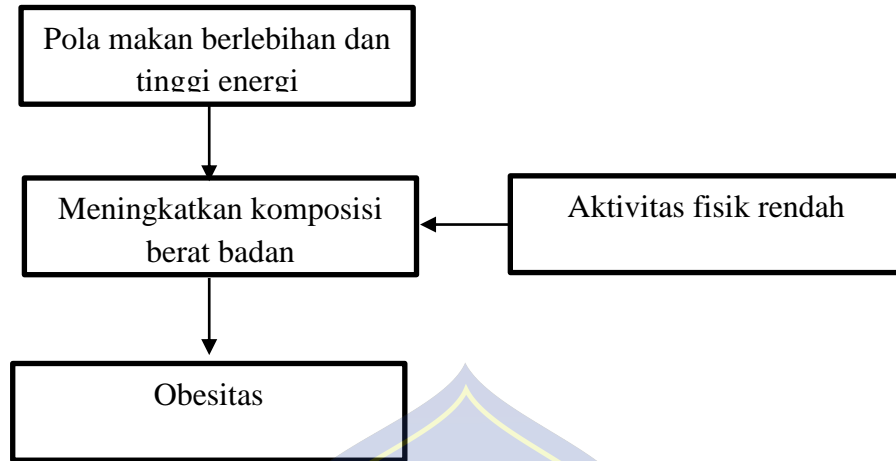 Pola makan berlebihan dan
tinggi energi
Meningkatkan komposisi
berat badan
Aktivitas fisik rendah
Obesitas